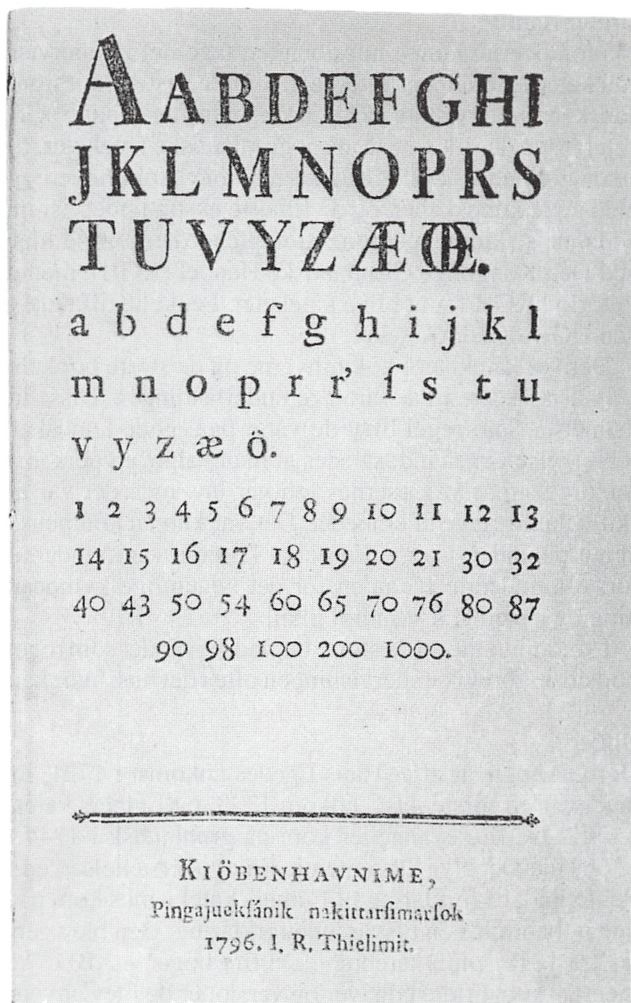 AABDEFGHI
JKLMNOPRS
TUVYZÆŒ.
a b d e f g h i j k l
m n o p r r' ſ s t u
v y z æ ö.
1 2 3 4 5 6 7 8 9 10 11 12 13
14 15 16 17 18 19 20 21 30 32
40 43 50 54 60 65 70 76 80 87
90 98 100 200 1000.
KIÖBENHAVNIME,
Pingajuekſánik nakittarſimarſok
1796. I. R. Thielimit.